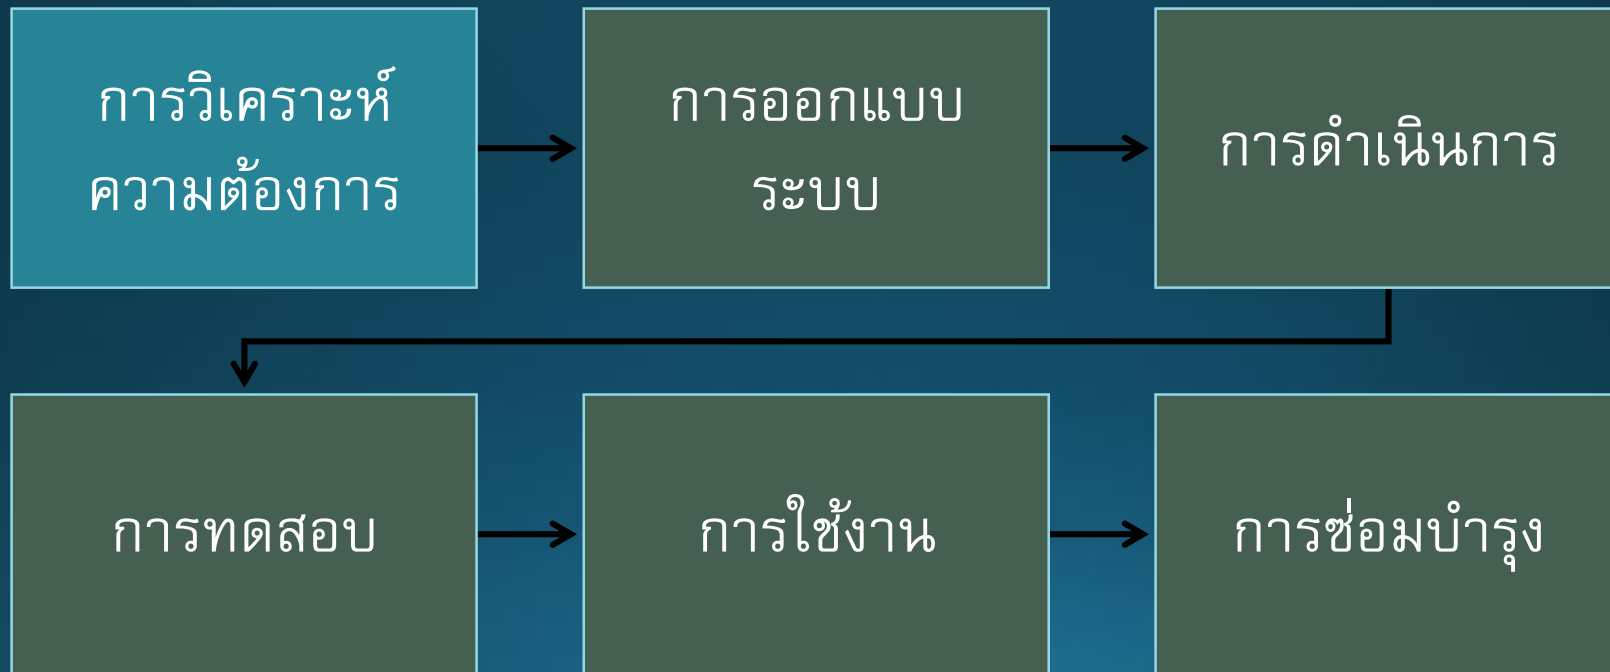 การวิเคราะห์
ความต้องการ
การออกแบบ
ระบบ
การดำเนินการ
การทดสอบ
การใช้งาน
การซ่อมบำรุง